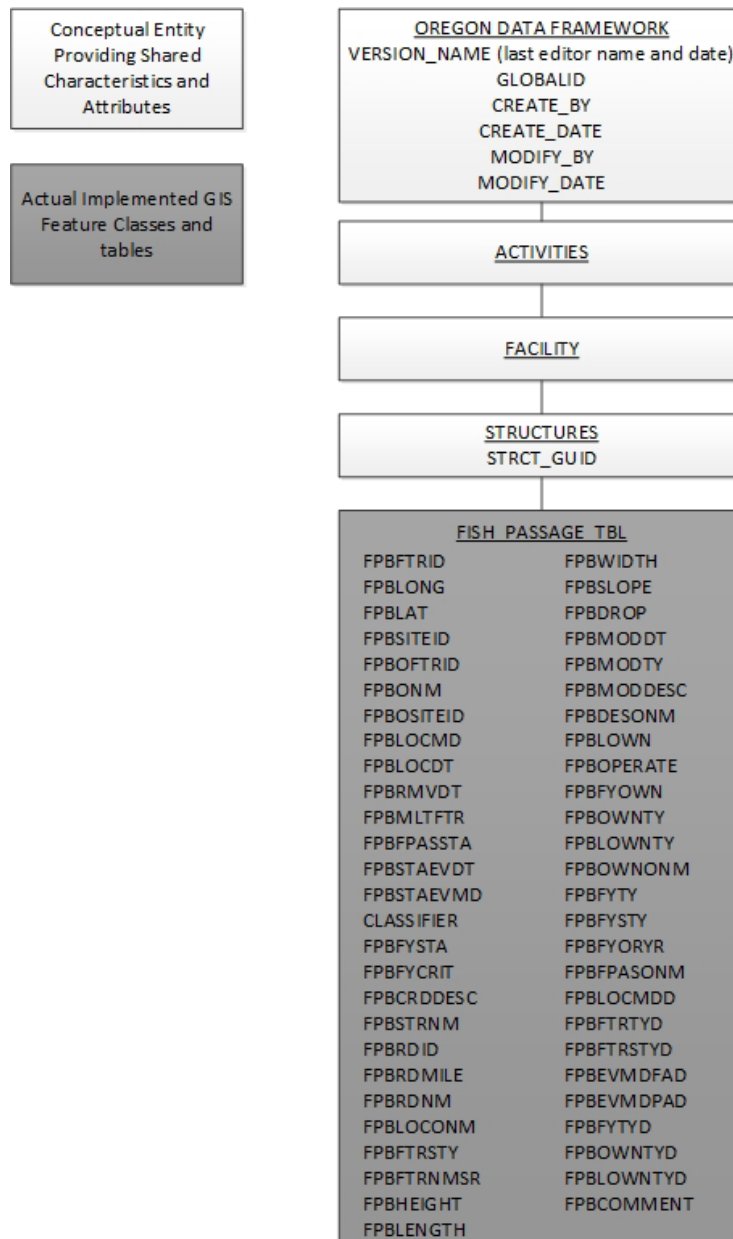 Conceptual Entity
Providing Shared
Characteristics and
Attributes
Actual Implemented GIS
Feature Classes and
tables
OREGON DATA FRAMEWORK
VERSION_NAME (last editor name and date)
GLOBALID
CREATE_BY
CREATE_DATE
MODIFY_BY
MODIFY_DATE
ACTIVITIES
FACILITY
STRUCTURES
STRCT_GUID
FISH_PASSAGE_TBL
FPBFTRID
FPBLONG
FPBLAT
FPBSITEID
FPBOFTRID
FPBONM
FPBOSITEID
FPBLOCMD
FPBLOCDT
FPBRMVDT
FPBMLTFTR
FPBFPASSTA
FPBSTAEVDT
FPBSTAEVMD
CLASSIFIER
FPBFYSTA
FPBFYCRIT
FPBCRDDESC
FPBSTRNM
FPBRDID
FPBRDMILE
FPBRDNM
FPBLOCONM
FPBFTRSTY
FPBFTRNMSR
FPBHEIGHT
FPBLENGTH
FPBWIDTH
FPBSLOPE
FPBDROP
FPBMODDT
FPBMODTY
FPBMODDESC
FPBDESONM
FPBLOWN
FPBOPERATE
FPBFYOWN
FPBOWNTY
FPBLOWNTY
FPBOWNONM
FPBFYTY
FPBFYSTY
FPBFYORYR
FPBFPASONM
FPBLOCMDD
FPBFTRTYD
FPBFTRSTYD
FPBEVMDFAD
FPBEVMDPAD
FPBFYTYD
FPBOWNTYD
FPBLOWNTYD
FPBCOMMENT